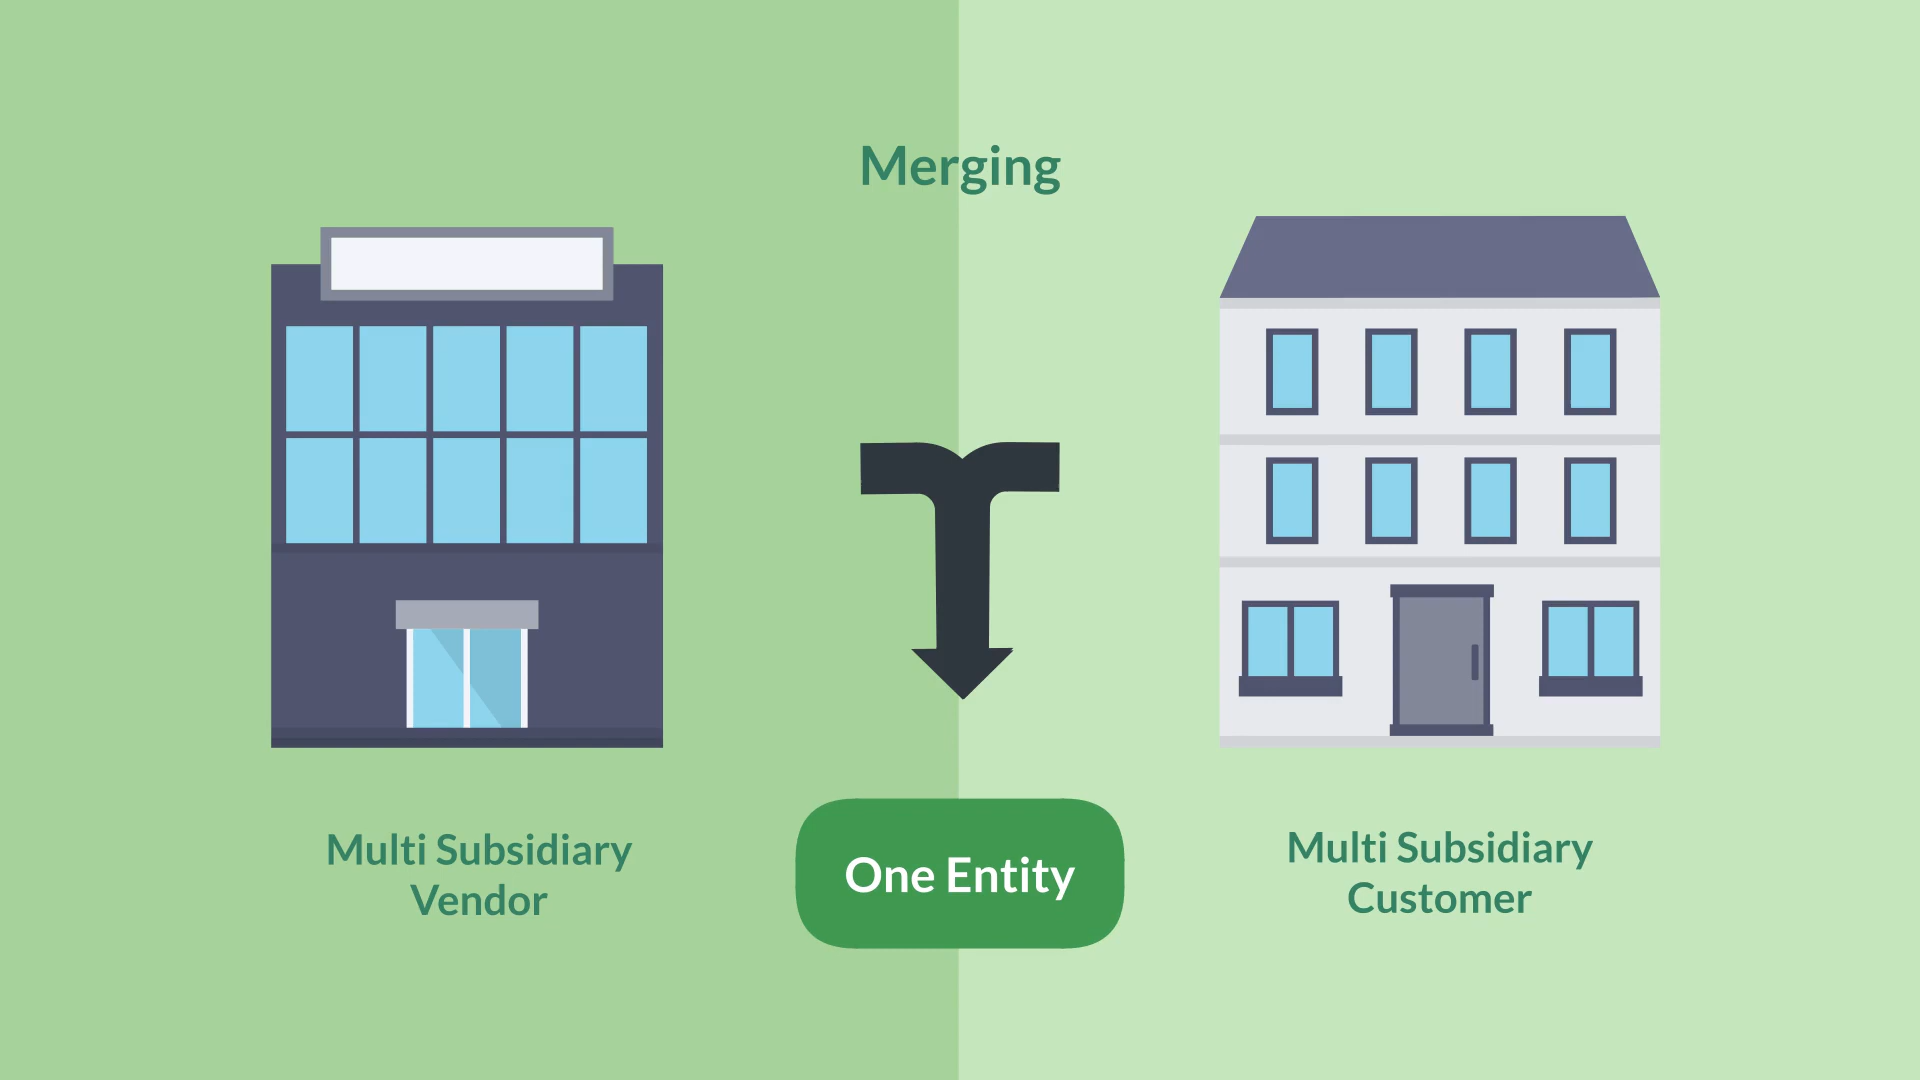 Merging
Multi Subsidiary
Vendor
One Entity
Multi Subsidiary
Customer